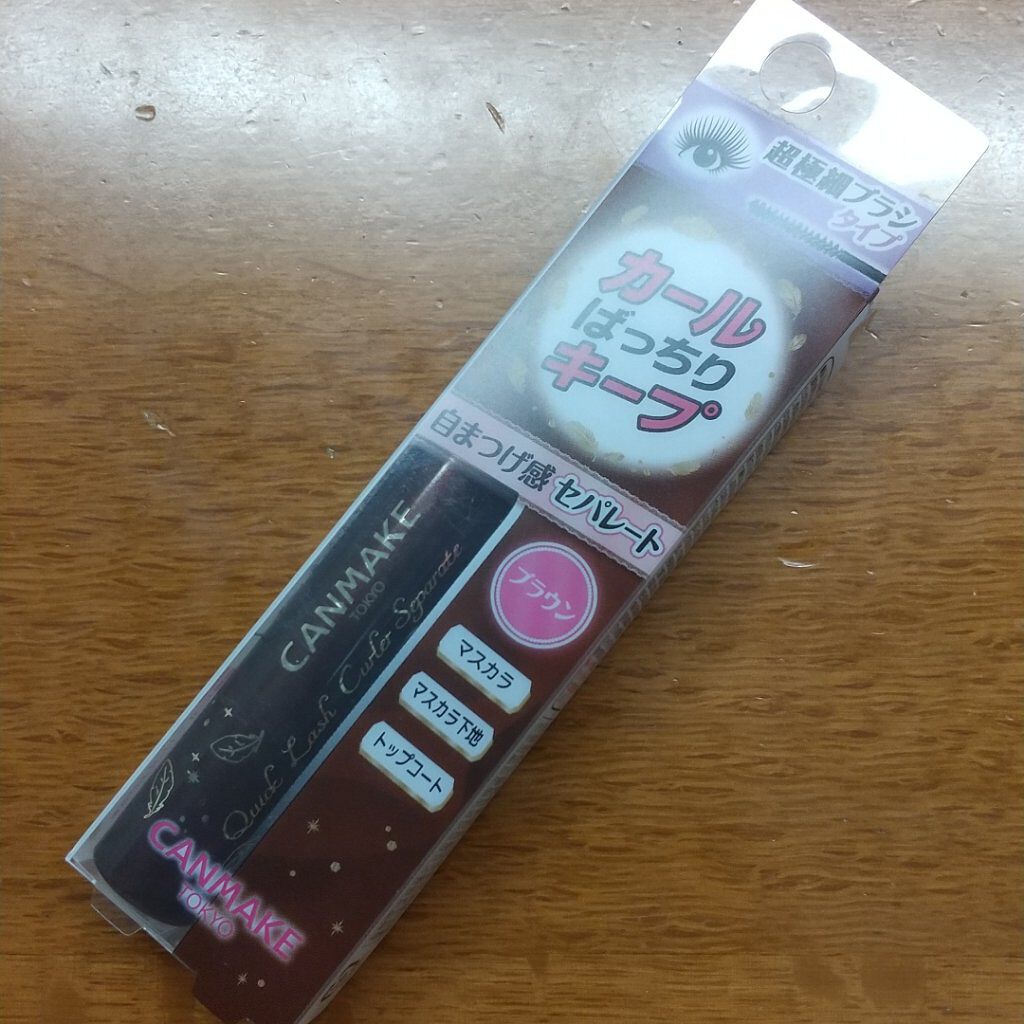 超極細ブラシ
タイプ
カール
ばっちり
キープ
自まつげ感 セパレート
ブラウン
マスカラ
マスカラ下地
トップコート
CANMAKE
TOKYO
Quick Lash Curler Separate
CANMAKE
TOKYO